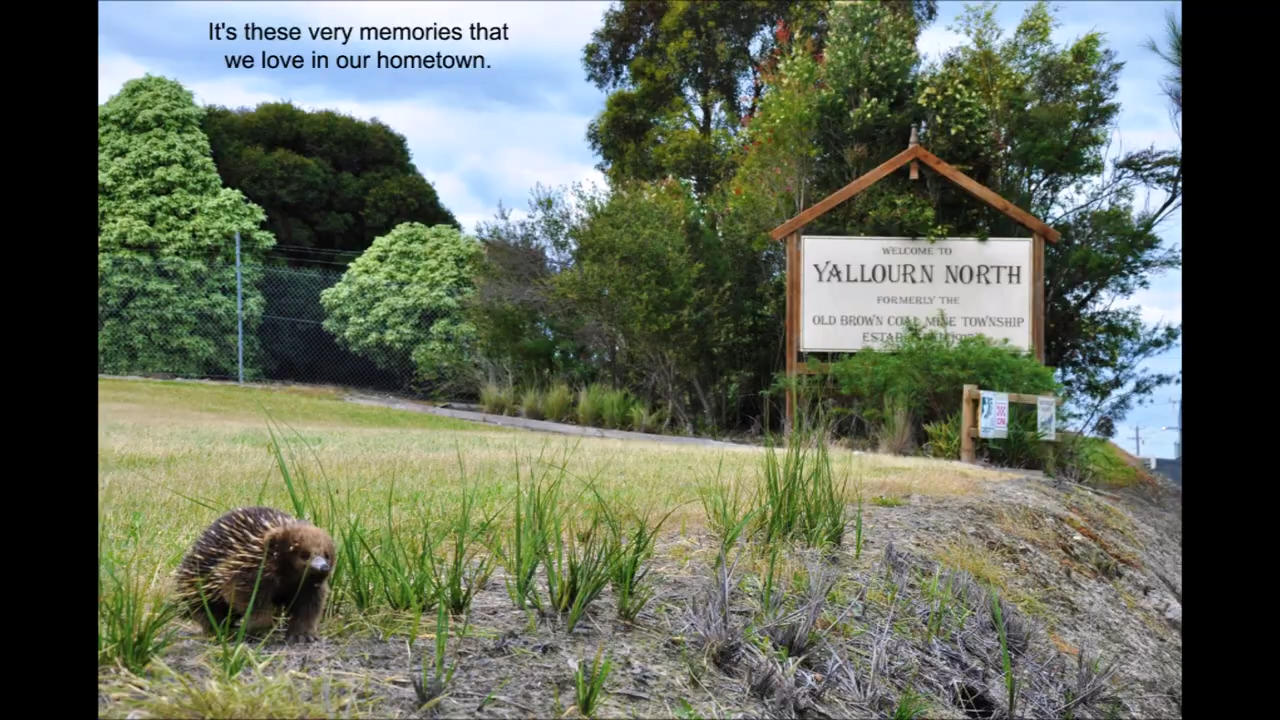 It's these very memories that
we love in our hometown.
WELCOME TO
YALLOURN NORTH
FORMERLY THE
OLD BROWN COAL MINE TOWNSHIP